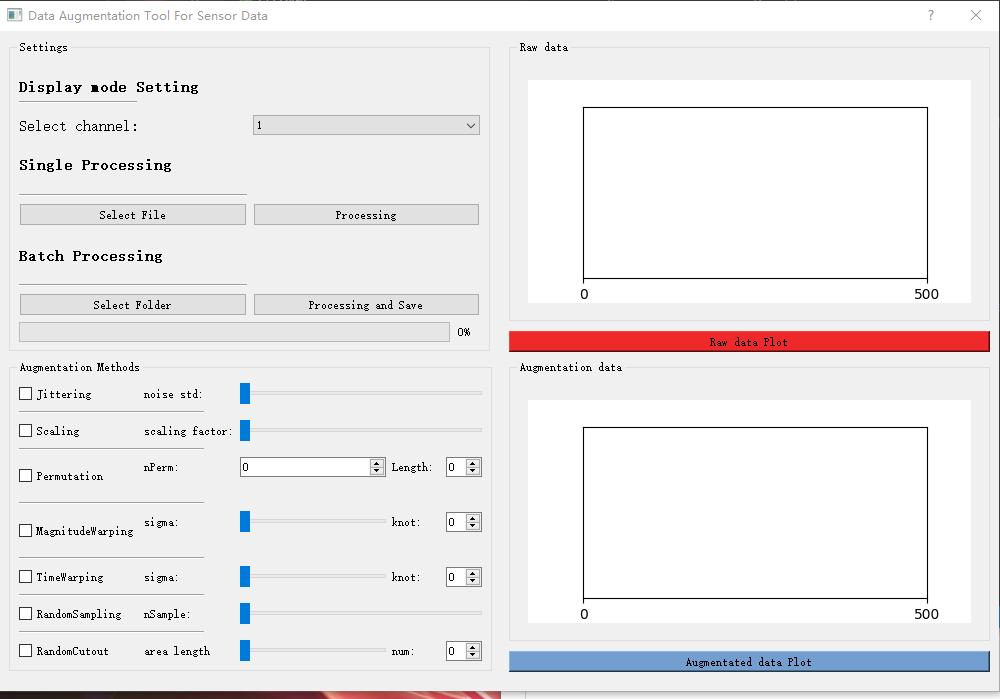 Data Augmentation Tool For Sensor Data
?
Settings
Display mode Setting
Select channel: 1
Single Processing
Select File Processing
Batch Processing
Select Folder Processing and Save
0%
Augmentation Methods
Jittering noise std:
Scaling scaling factor:
Permutation nPerm: 0 Length: 0
MagnitudeWarping sigma: knot: 0
TimeWarping sigma: knot: 0
RandomSampling nSample:
RandomCutout area length num: 0
Raw data
0 500
Raw data Plot
Augmentation data
0 500
Augmentated data Plot